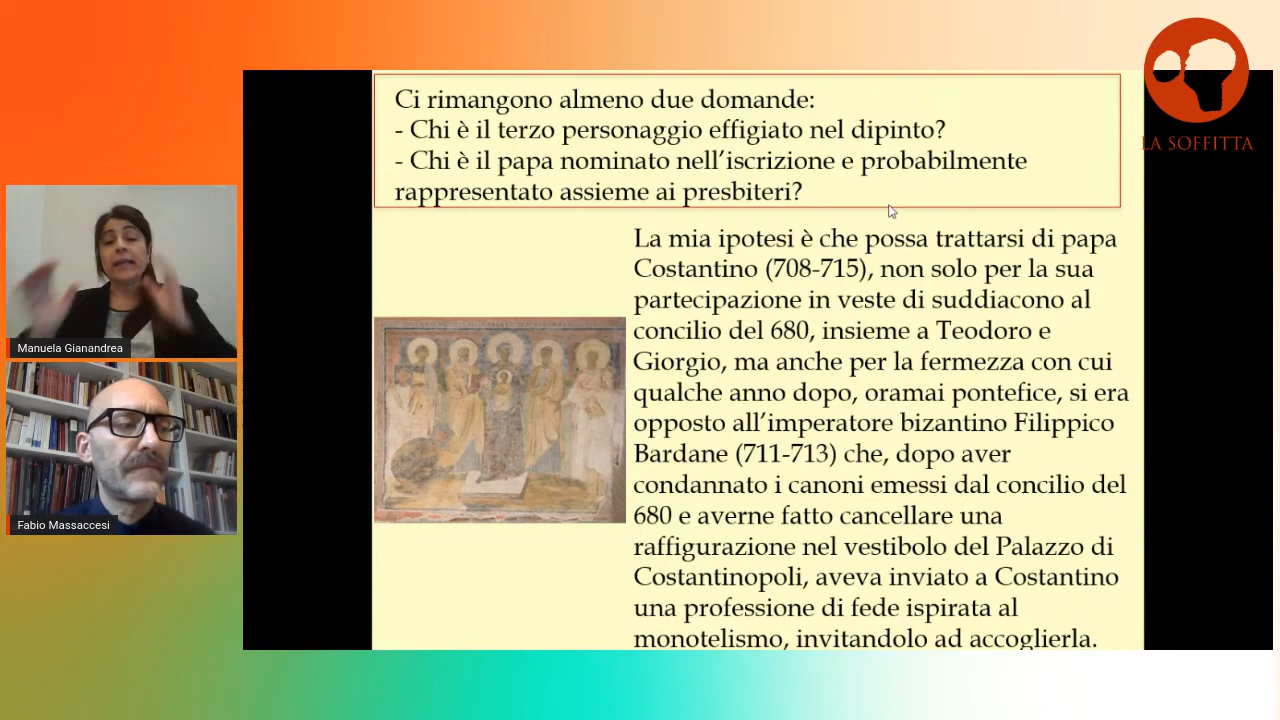 Ci rimangono almeno due domande:
- Chi è il terzo personaggio effigiato nel dipinto?
- Chi è il papa nominato nell’iscrizione e probabilmente
rappresentato assieme ai presbiteri?
La mia ipotesi è che possa trattarsi di papa
Costantino (708-715), non solo per la sua
partecipazione in veste di suddiacono al
concilio del 680, insieme a Teodoro e
Giorgio, ma anche per la fermezza con cui
qualche anno dopo, oramai pontefice, si era
opposto all’imperatore bizantino Filippico
Bardane (711-713) che, dopo aver
condannato i canoni emessi dal concilio del
680 e averne fatto cancellare una
raffigurazione nel vestibolo del Palazzo di
Costantinopoli, aveva inviato a Costantino
una professione di fede ispirata al
monotelismo, invitandolo ad accoglierla.
LA SOFFITTA
Manuela Gianandrea
Fabio Massaccesi